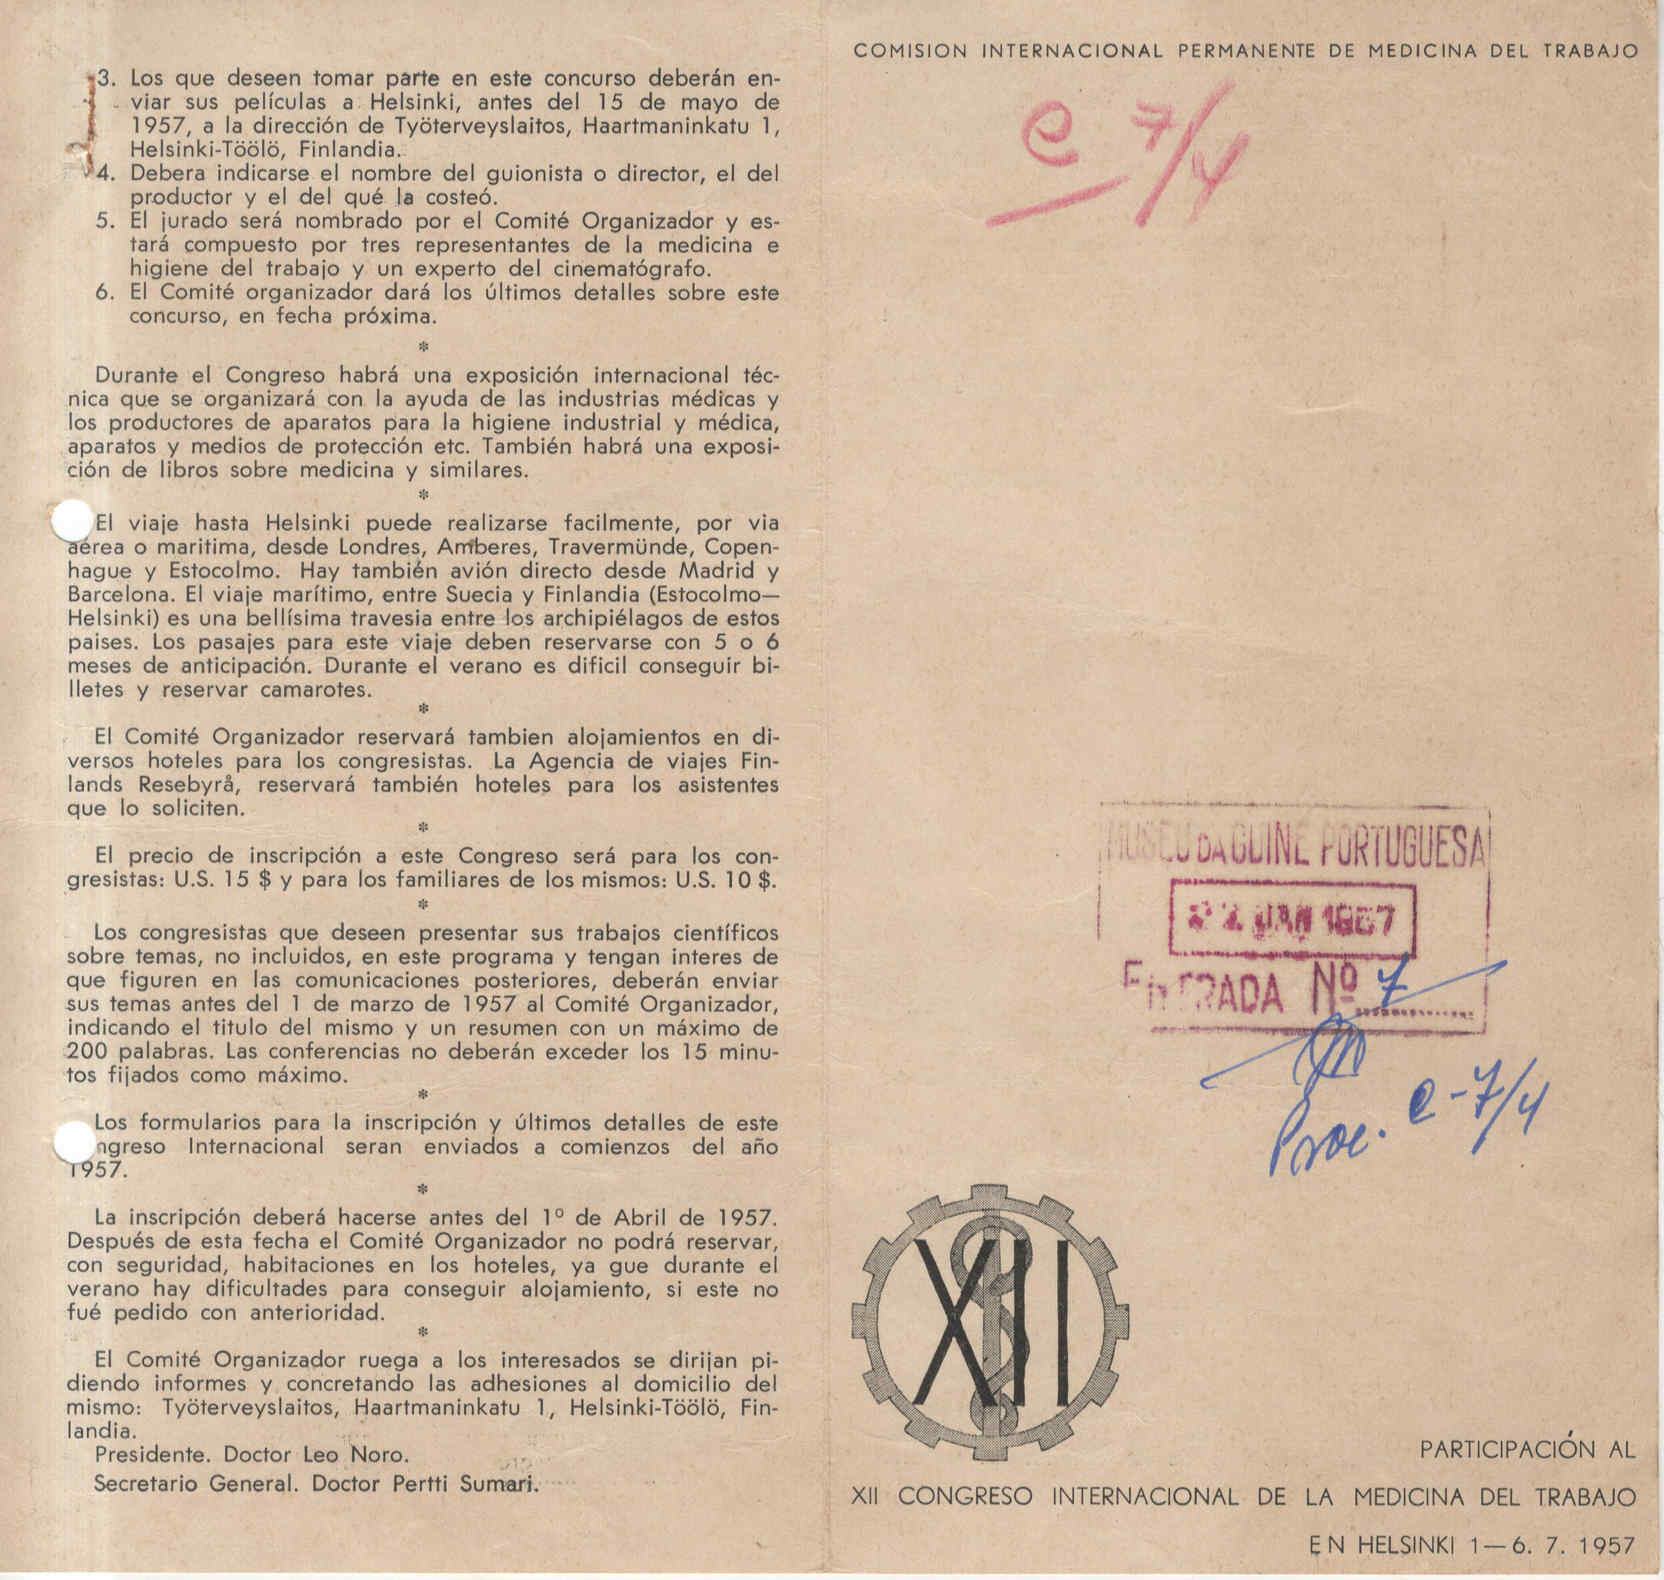 3. Los que deseen tomar parte en este concurso deberán en-
viar sus películas a Helsinki, antes del 15 de mayo de
1957, a la dirección de Työterveyslaitos, Haartmaninkatu 1,
Helsinki-Töölö, Finlandia.
4. Debera indicarse el nombre del guionista o director, el del
productor y el del qué la costeó.
5. El jurado será nombrado por el Comité Organizador y es-
tará compuesto por tres representantes de la medicina e
higiene del trabajo y un experto del cinematógrafo.
6. El Comité organizador dará los últimos detalles sobre este
concurso, en fecha próxima.
*
Durante el Congreso habrá una exposición internacional téc-
nica que se organizará con la ayuda de las industrias médicas y
los productores de aparatos para la higiene industrial y médica,
aparatos y medios de protección etc. También habrá una exposi-
ción de libros sobre medicina y similares.
*
El viaje hasta Helsinki puede realizarse facilmente, por via
aérea o maritima, desde Londres, Amberes, Travermünde, Copen-
hague y Estocolmo. Hay también avión directo desde Madrid y
Barcelona. El viaje marítimo, entre Suecia y Finlandia (Estocolmo—
Helsinki) es una bellísima travesia entre los archipiélagos de estos
paises. Los pasajes para este viaje deben reservarse con 5 o 6
meses de anticipación. Durante el verano es dificil conseguir bi-
lletes y reservar camarotes.
*
El Comité Organizador reservará tambien alojamientos en di-
versos hoteles para los congresistas. La Agencia de viajes Fin-
lands Resebyrå, reservará también hoteles para los asistentes
que lo soliciten.
*
El precio de inscripción a este Congreso será para los con-
gresistas: U.S. 15 $ y para los familiares de los mismos: U.S. 10 $.
*
Los congresistas que deseen presentar sus trabajos científicos
sobre temas, no incluidos, en este programa y tengan interes de
que figuren en las comunicaciones posteriores, deberán enviar
sus temas antes del 1 de marzo de 1957 al Comité Organizador,
indicando el titulo del mismo y un resumen con un máximo de
200 palabras. Las conferencias no deberán exceder los 15 minu-
tos fijados como máximo.
*
Los formularios para la inscripción y últimos detalles de este
ngreso Internacional seran enviados a comienzos del año
1957.
*
La inscripción deberá hacerse antes del 1º de Abril de 1957.
Después de esta fecha el Comité Organizador no podrá reservar,
con seguridad, habitaciones en los hoteles, ya gue durante el
verano hay dificultades para conseguir alojamiento, si este no
fué pedido con anterioridad.
*
El Comité Organizador ruega a los interesados se dirijan pi-
diendo informes y concretando las adhesiones al domicilio del
mismo: Työterveyslaitos, Haartmaninkatu 1, Helsinki-Töölö, Fin-
landia.
Presidente. Doctor Leo Noro.
Secretario General. Doctor Pertti Sumari.
COMISION INTERNACIONAL PERMANENTE DE MEDICINA DEL TRABAJO
C 7/4
MUSEU DA GUINÉ PORTUGUESA
JAN 1957
ENTRADA Nº 7
Proc. C-7/4
XII
PARTICIPACIÓN AL
XII CONGRESO INTERNACIONAL DE LA MEDICINA DEL TRABAJO
EN HELSINKI 1—6. 7. 1957